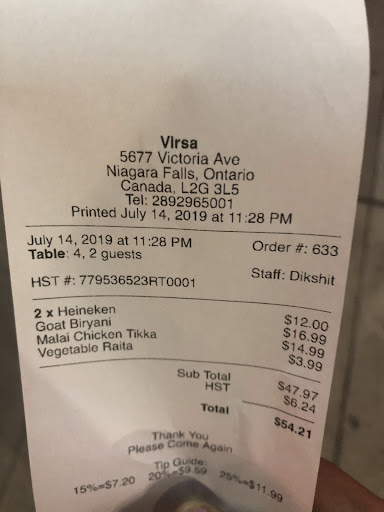 Virsa
5677 Victoria Ave
Niagara Falls, Ontario
Canada, L2G 3L5
Tel: 2892965001
Printed July 14, 2019 at 11:28 PM
July 14, 2019 at 11:28 PM Order #: 633
Table: 4, 2 guests
HST #: 779536523RT0001 Staff: Dikshit
2 x Heineken $12.00
Goat Biryani $16.99
Malai Chicken Tikka $14.99
Vegetable Raita $3.99
Sub Total $47.97
HST $6.24
Total $54.21
Thank You
Please Come Again
Tip Guide:
15%=$7.20 20%=$9.59 25%=$11.99